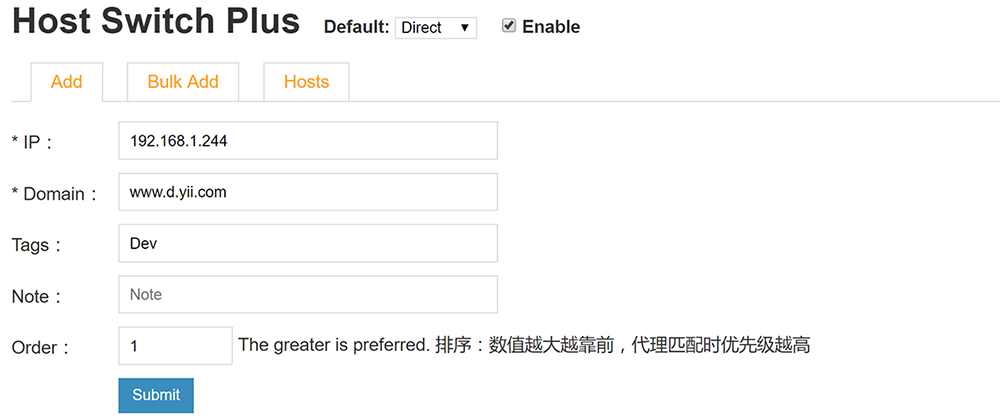 Host Switch Plus Default: Direct ▼ Enable
Add Bulk Add Hosts
* IP： 192.168.1.244
* Domain： www.d.yii.com
Tags： Dev
Note： Note
Order： 1 The greater is preferred. 排序：数值越大越靠前，代理匹配时优先级越高
Submit